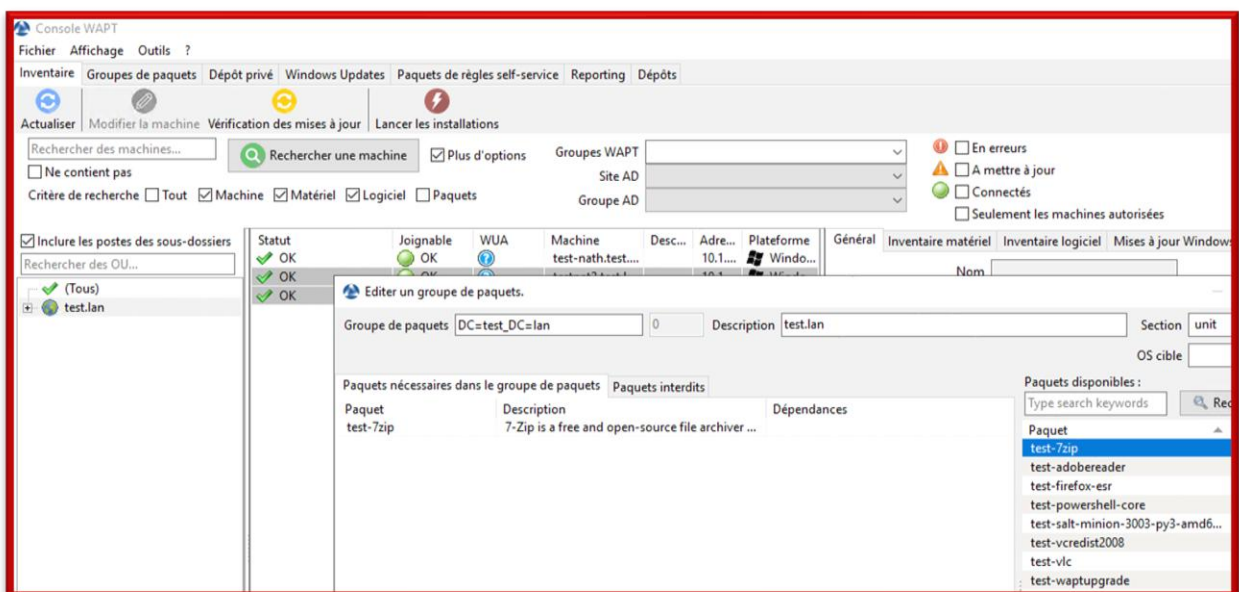 Console WAPT
Fichier Affichage Outils ?
Inventaire Groupes de paquets Dépôt privé Windows Updates Paquets de règles self-service Reporting Dépôts
Actualiser Modifier la machine Vérification des mises à jour Lancer les installations
Rechercher des machines...
Rechercher une machine
Plus d'options
Groupes WAPT
En erreurs
Ne contient pas
Site AD
A mettre à jour
Critère de recherche Tout Machine Matériel Logiciel Paquets
Groupe AD
Connectés
Seulement les machines autorisées
Inclure les postes des sous-dossiers
Rechercher des OU...
(Tous)
test.lan
Statut Joignable WUA Machine Desc... Adre... Plateforme
OK OK test-nath.test.... 10.1.... Windo...
OK
OK
Général Inventaire matériel Inventaire logiciel Mises à jour Window
Nom
Editer un groupe de paquets.
Groupe de paquets DC=test_DC=lan 0 Description test.lan Section unit
OS cible
Paquets nécessaires dans le groupe de paquets Paquets interdits
Paquet Description Dépendances
test-7zip 7-Zip is a free and open-source file archiver ...
Paquets disponibles :
Type search keywords Rec
Paquet
test-7zip
test-adobereader
test-firefox-esr
test-powershell-core
test-salt-minion-3003-py3-amd6...
test-vcredist2008
test-vlc
test-waptupgrade